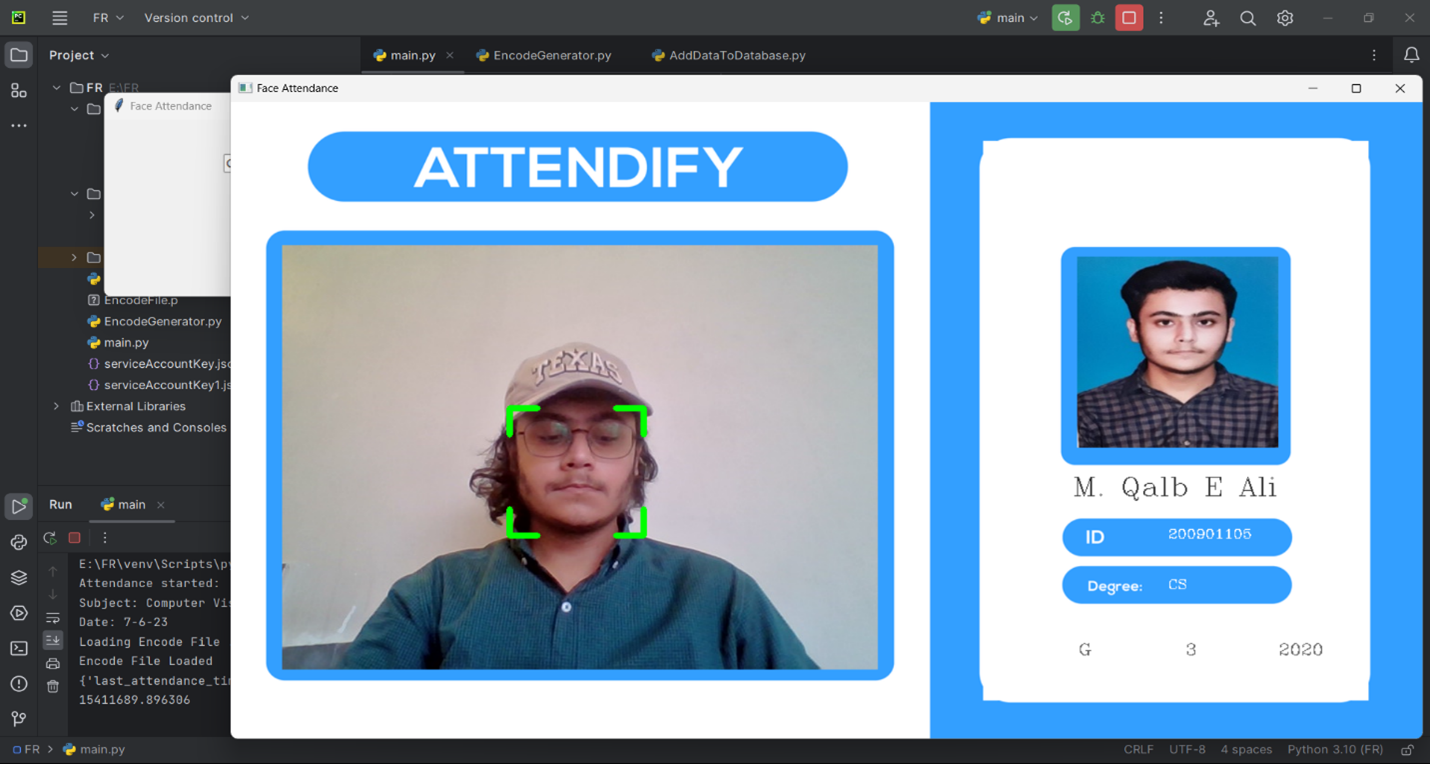 FR
Version control
main
Project
main.py
EncodeGenerator.py
AddDataToDatabase.py
FR E:\FR
Face Attendance
Face Attendance
EncodeFile.p
EncodeGenerator.py
main.py
serviceAccountKey.jso
serviceAccountKey1.js
External Libraries
Scratches and Consoles
ATTENDIFY
TEXAS
M. Qalb E Ali
ID 200901105
Degree: CS
G 3 2020
Run main
E:\FR\venv\Scripts\py
Attendance started:
Subject: Computer Vis
Date: 7-6-23
Loading Encode File
Encode File Loaded
{'last_attendance_tim
15411689.896306
FR > main.py
CRLF UTF-8 4 spaces Python 3.10 (FR)